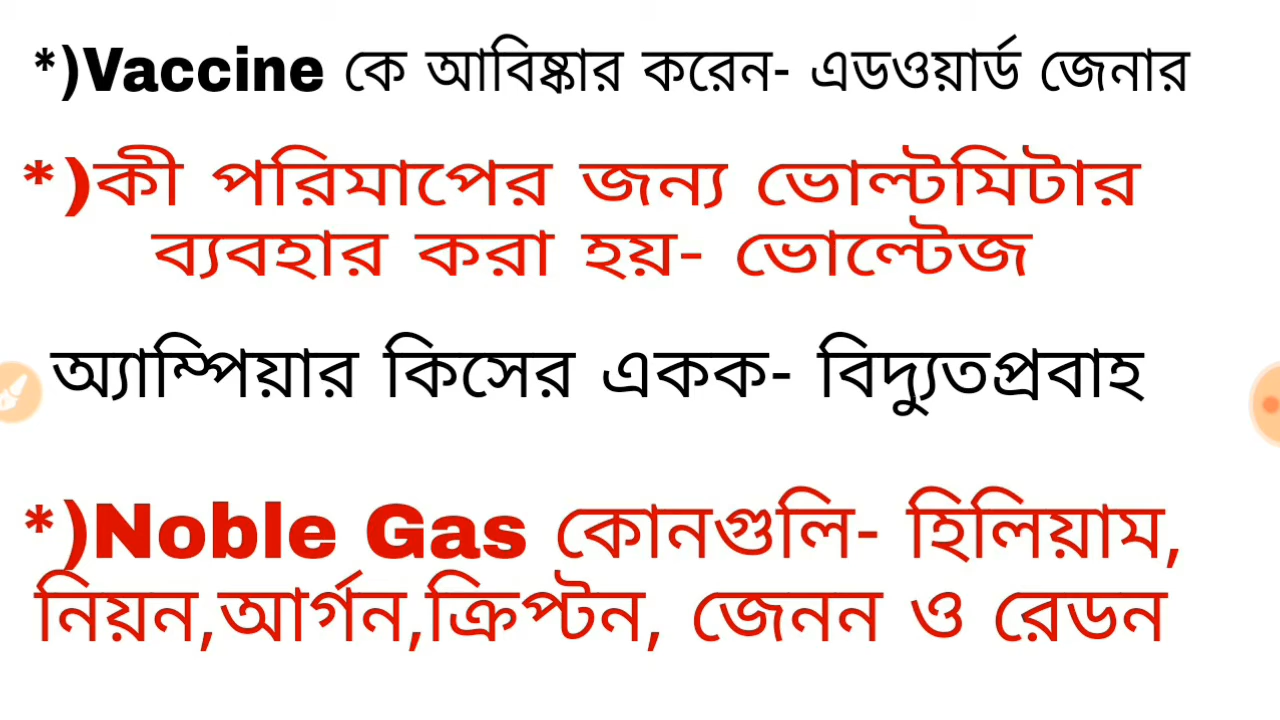 *)Vaccine কে আবিষ্কার করেন- এডওয়ার্ড জেনার
*)কী পরিমাপের জন্য ভোল্টমিটার
ব্যবহার করা হয়- ভোল্টেজ
অ্যাম্পিয়ার কিসের একক- বিদ্যুতপ্রবাহ
*)Noble Gas কোনগুলি- হিলিয়াম,
নিয়ন,আর্গন,ক্রিপ্টন, জেনন ও রেডন